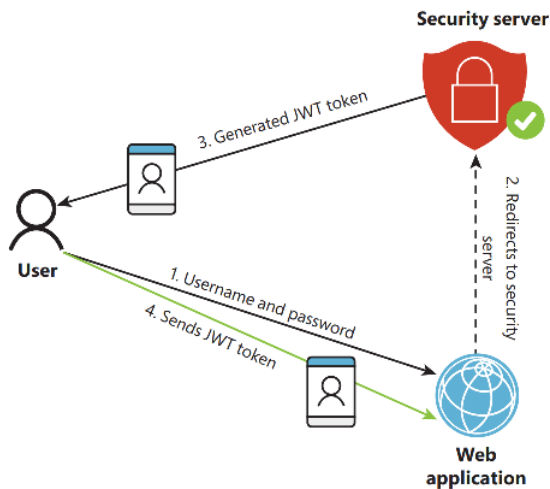 Security server
3. Generated JWT token
2. Redirects to security
server
User
1. Username and password
4. Sends JWT token
Web
application